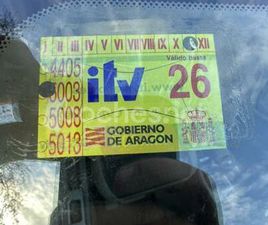 I II III IV V VI VII VIII IX X XII
Válido hasta
4405
5003
5008
5013
itv
26
GOBIERNO
DE ARAGON